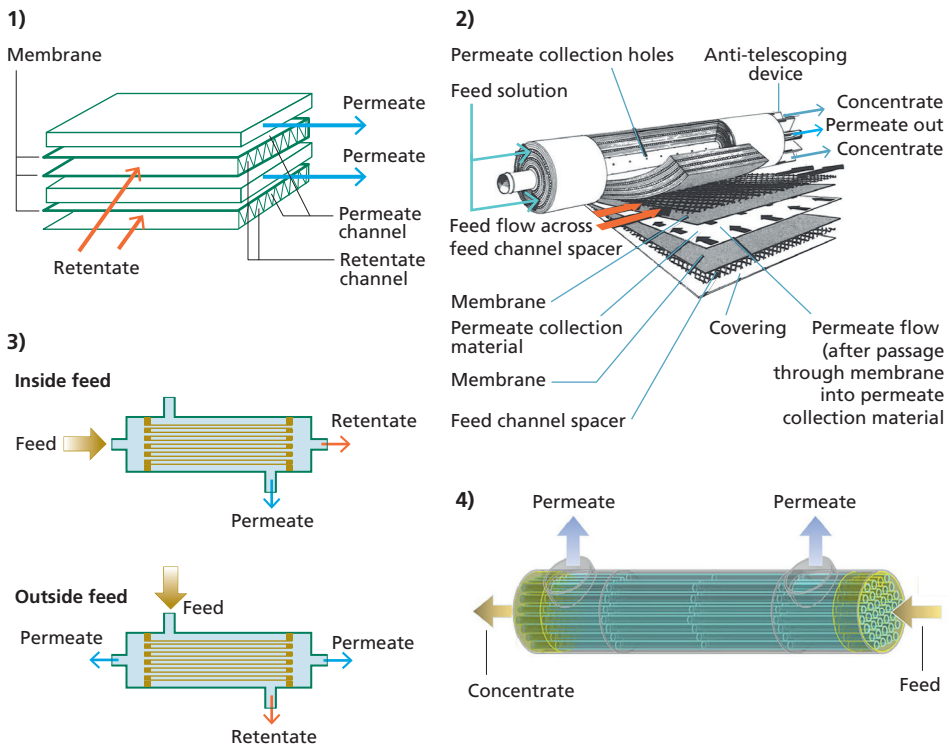 1)
Membrane
Permeate
Permeate
Permeate
channel
Retentate
channel
Retentate
2)
Permeate collection holes
Anti-telescoping
device
Feed solution
Concentrate
Permeate out
Concentrate
Feed flow across
feed channel spacer
Membrane
Permeate collection
material
Membrane
Feed channel spacer
Covering
Permeate flow
(after passage
through membrane
into permeate
collection material
3)
Inside feed
Feed
Retentate
Permeate
Outside feed
Feed
Permeate
Permeate
Retentate
4)
Permeate
Permeate
Concentrate
Feed